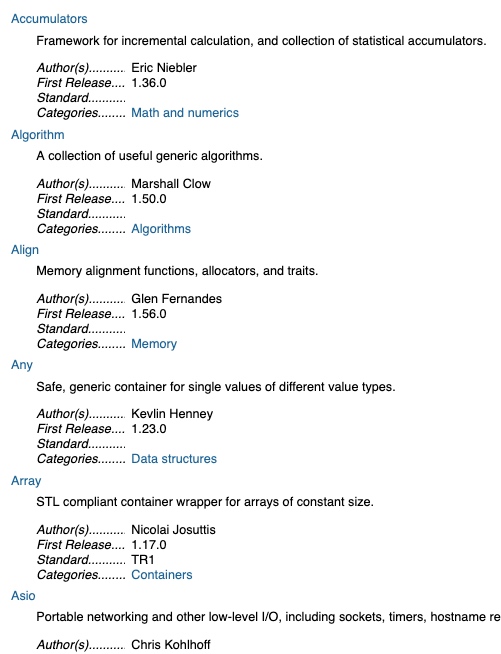 Accumulators
Framework for incremental calculation, and collection of statistical accumulators.
Author(s).......... Eric Niebler
First Release.... 1.36.0
Standard..........
Categories........ Math and numerics
Algorithm
A collection of useful generic algorithms.
Author(s).......... Marshall Clow
First Release.... 1.50.0
Standard..........
Categories........ Algorithms
Align
Memory alignment functions, allocators, and traits.
Author(s).......... Glen Fernandes
First Release.... 1.56.0
Standard..........
Categories........ Memory
Any
Safe, generic container for single values of different value types.
Author(s).......... Kevlin Henney
First Release.... 1.23.0
Standard..........
Categories........ Data structures
Array
STL compliant container wrapper for arrays of constant size.
Author(s).......... Nicolai Josuttis
First Release.... 1.17.0
Standard.......... TR1
Categories........ Containers
Asio
Portable networking and other low-level I/O, including sockets, timers, hostname re
Author(s).......... Chris Kohlhoff